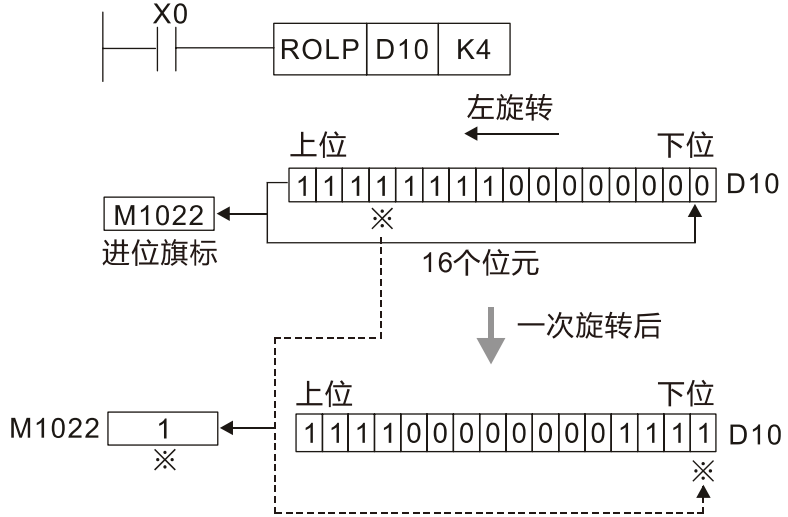 X0
ROLP D10 K4
左旋转
上位 下位
1 1 1 1 1 1 1 1 0 0 0 0 0 0 0 0 D10
M1022
※
进位旗标
16个位元
一次旋转后
上位 下位
M1022 1
1 1 1 1 0 0 0 0 0 0 0 0 1 1 1 1 D10
※ ※